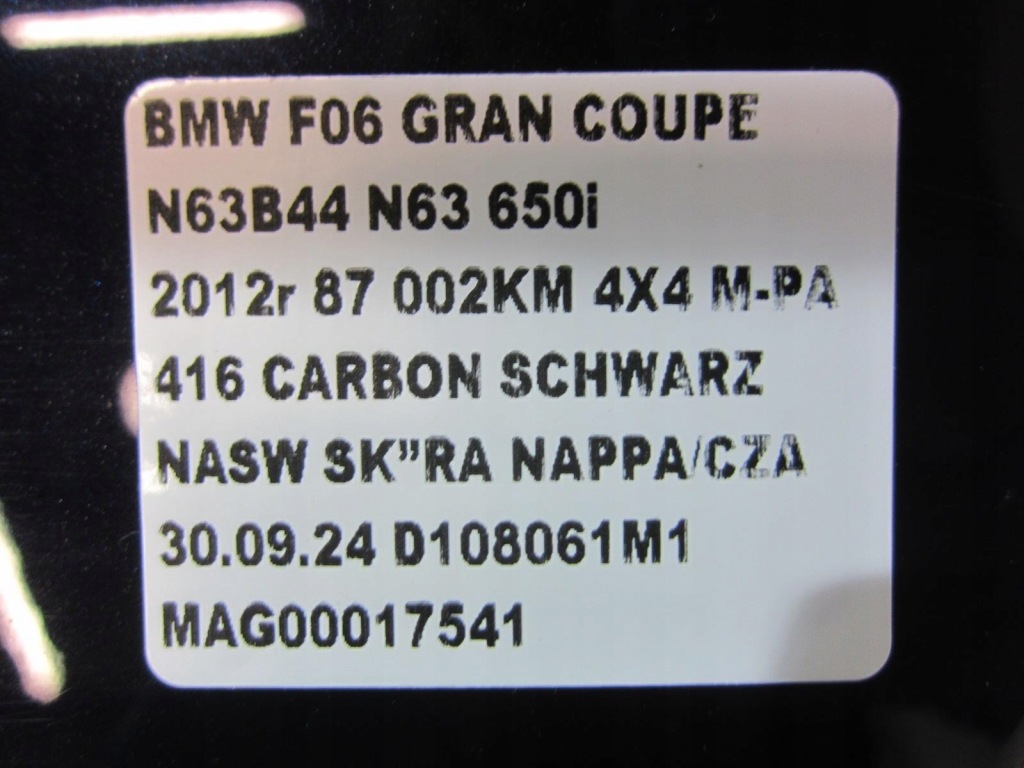 BMW F06 GRAN COUPE
N63B44 N63 650i
2012r 87 002KM 4X4 M-PA
416 CARBON SCHWARZ
NASW SK”RA NAPPA/CZA
30.09.24 D108061M1
MAG00017541